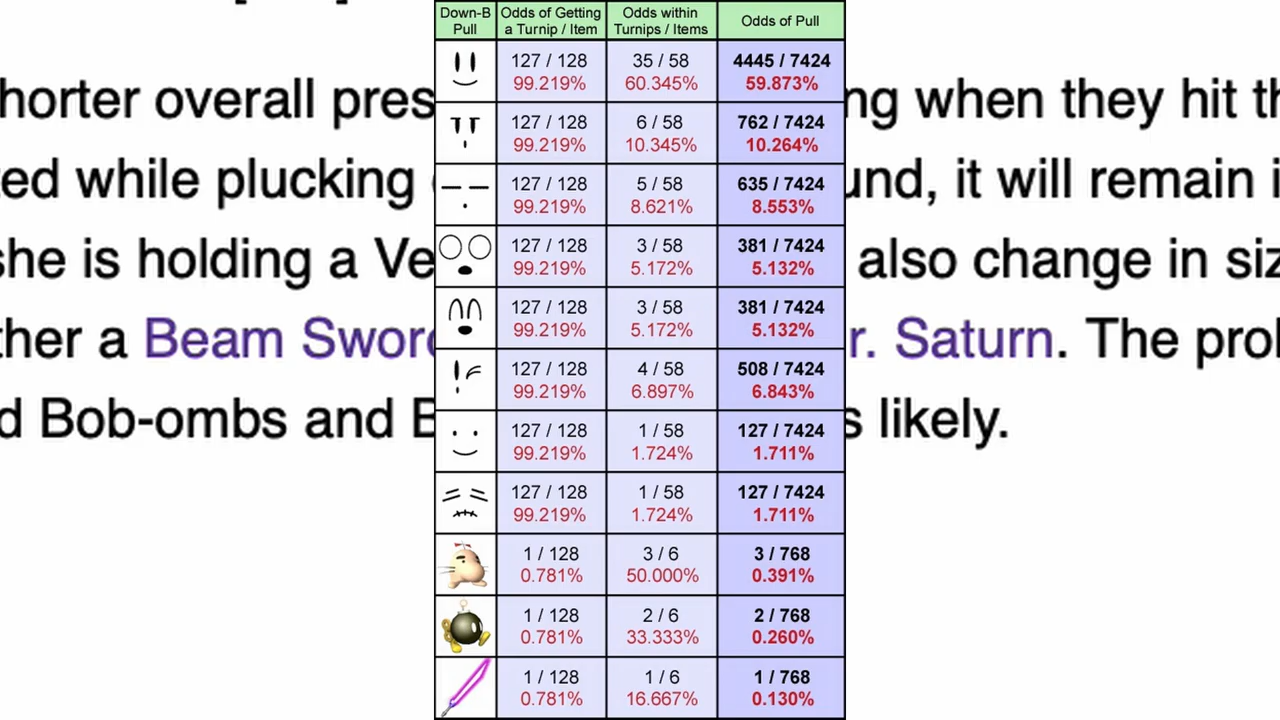 Down-B Pull
Odds of Getting a Turnip / Item
Odds within Turnips / Items
Odds of Pull
127 / 128
99.219%
35 / 58
60.345%
4445 / 7424
59.873%
127 / 128
99.219%
6 / 58
10.345%
762 / 7424
10.264%
127 / 128
99.219%
5 / 58
8.621%
635 / 7424
8.553%
127 / 128
99.219%
3 / 58
5.172%
381 / 7424
5.132%
127 / 128
99.219%
3 / 58
5.172%
381 / 7424
5.132%
127 / 128
99.219%
4 / 58
6.897%
508 / 7424
6.843%
127 / 128
99.219%
1 / 58
1.724%
127 / 7424
1.711%
127 / 128
99.219%
1 / 58
1.724%
127 / 7424
1.711%
1 / 128
0.781%
3 / 6
50.000%
3 / 768
0.391%
1 / 128
0.781%
2 / 6
33.333%
2 / 768
0.260%
1 / 128
0.781%
1 / 6
16.667%
1 / 768
0.130%
horter overall pres
ng when they hit th
ted while plucking
und, it will remain i
she is holding a Ve
also change in siz
ther a Beam Sword
r. Saturn. The prol
d Bob-ombs and B
s likely.